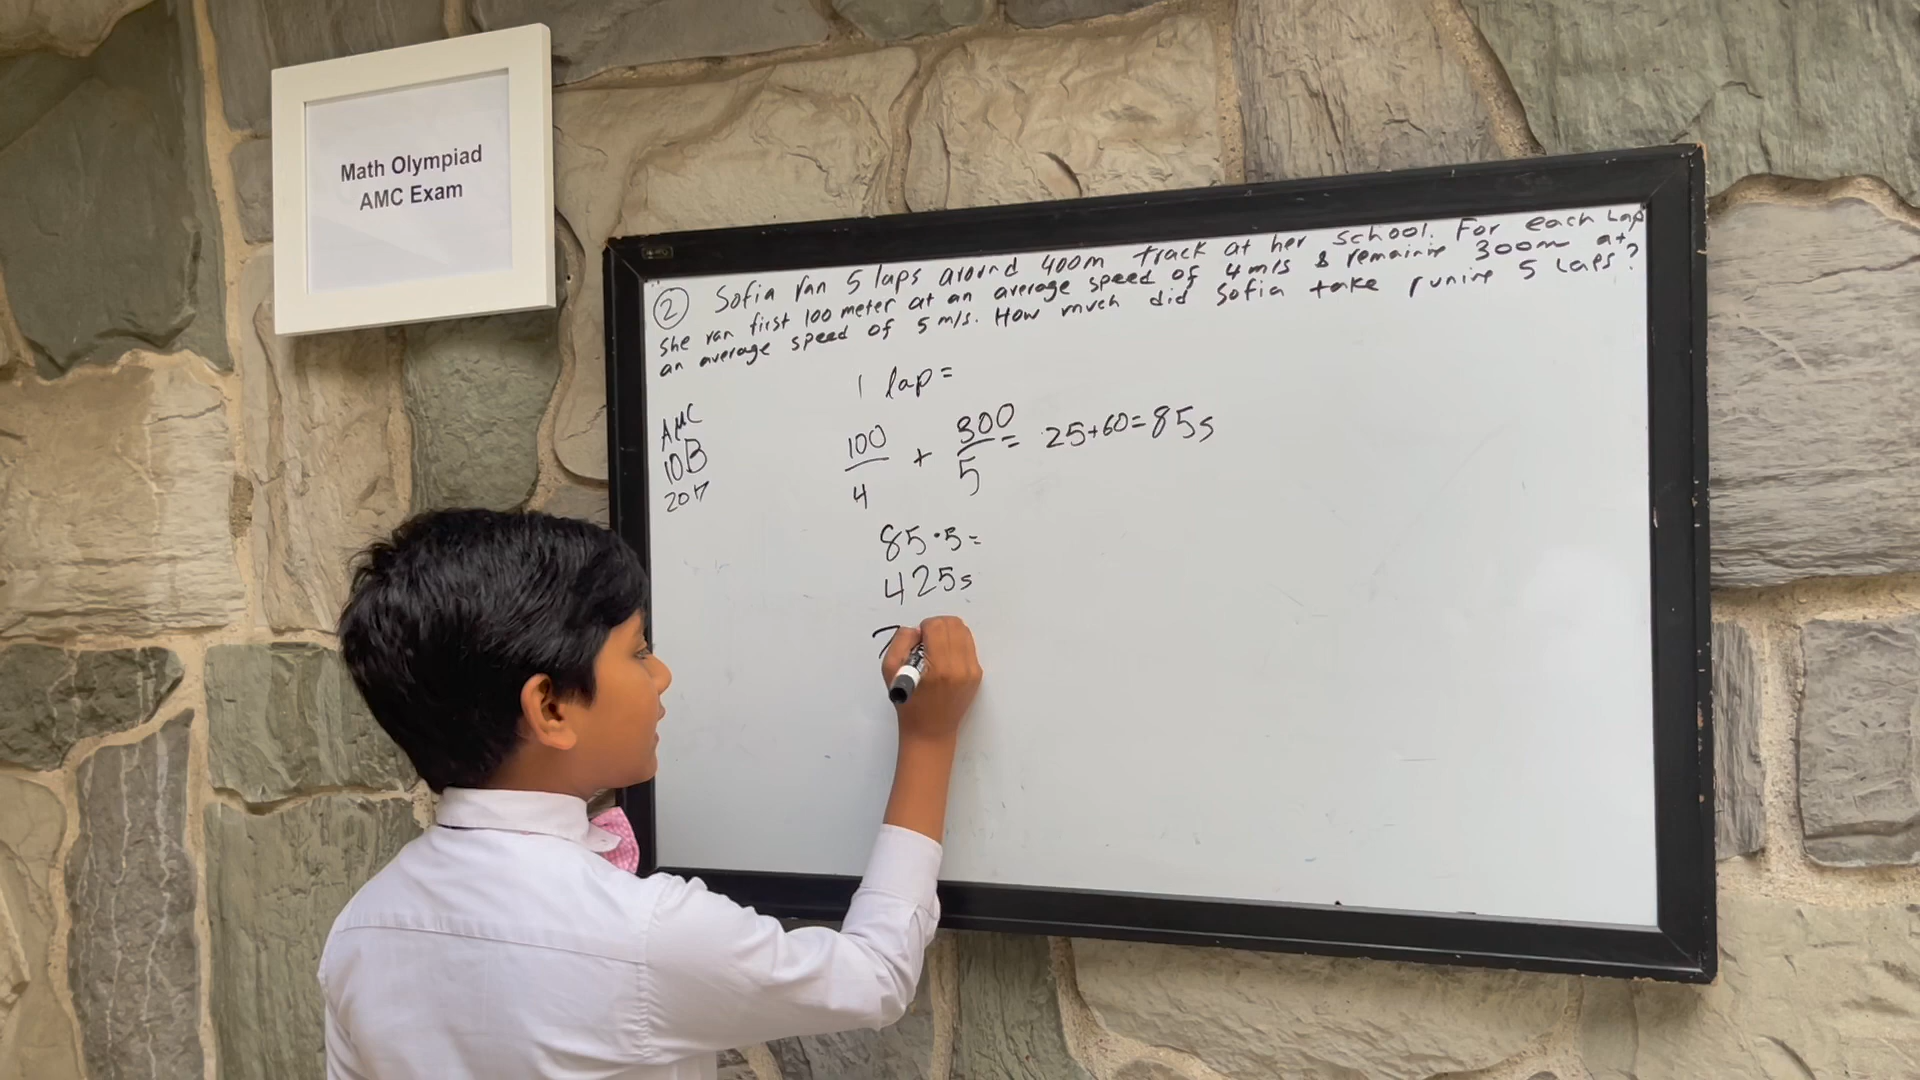 Math Olympiad
AMC Exam
② Sofia ran 5 laps around 400m track at her school. For each Lap
she ran first 100 meter at an average speed of 4m/s & remaining 300m at
an average speed of 5 m/s. How much did Sofia take runing 5 laps?
1 lap =
AMC
10B
2017
100/4 + 300/5 = 25+60=85s
85·5=
425s
7